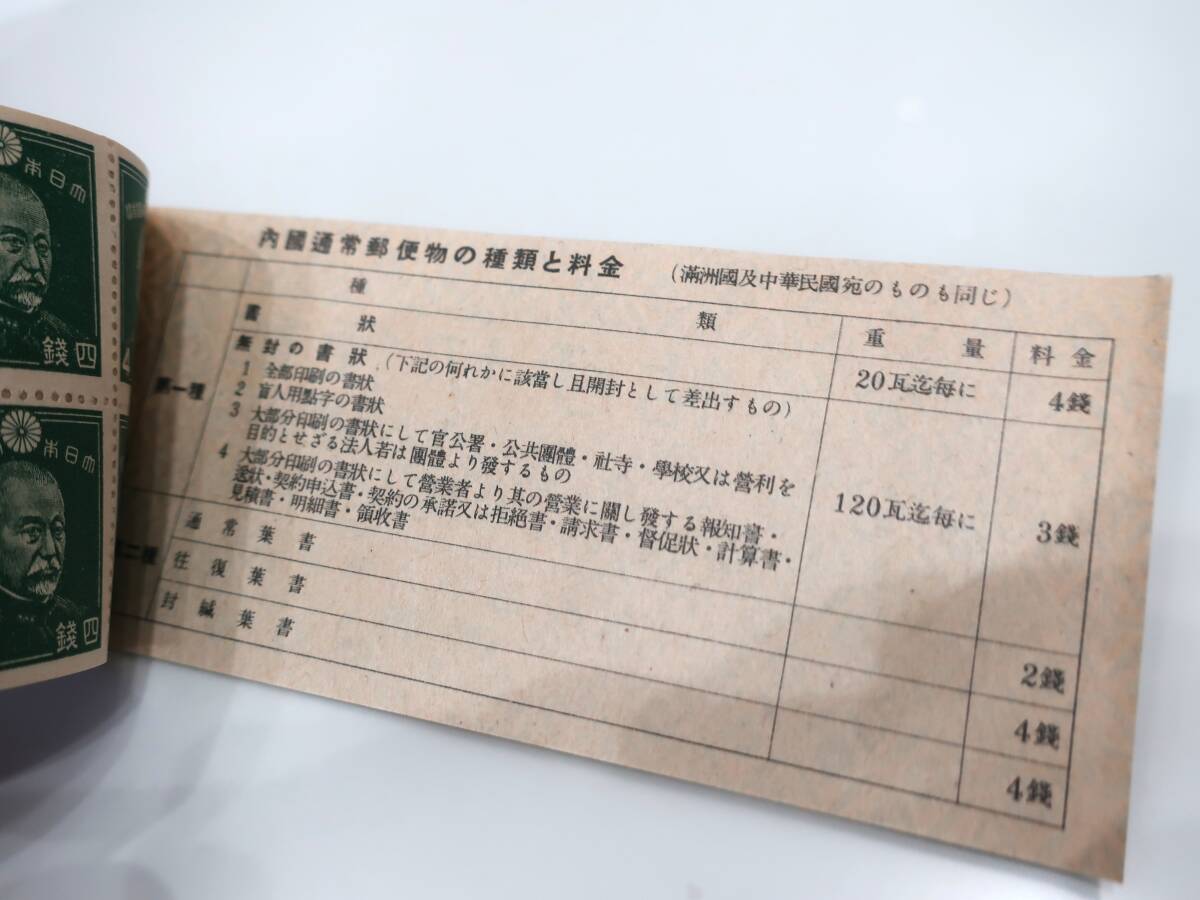 本日大
錢四
本日大
錢四
內國通常郵便物の種類と料金 (滿洲國及中華民國宛のものも同じ)
種類 重量 料金
第一種
書狀 20瓦迄每に 4錢
無封の書狀 (下記の何れかに該當し且開封として差出すもの) 120瓦迄每に 3錢
1 全部印刷の書狀
2 盲人用點字の書狀
3 大部分印刷の書狀にして官公署・公共團體・社寺・學校又は營利を
目的とせざる法人若は團體より發するもの
4 大部分印刷の書狀にして營業者より其の營業に關し發する報知書・
送狀・契約申込書・契約の承諾又は拒絕書・請求書・督促狀・計算書・
見積書・明細書・領收書
第二種
通常葉書 2錢
往復葉書 4錢
封緘葉書 4錢